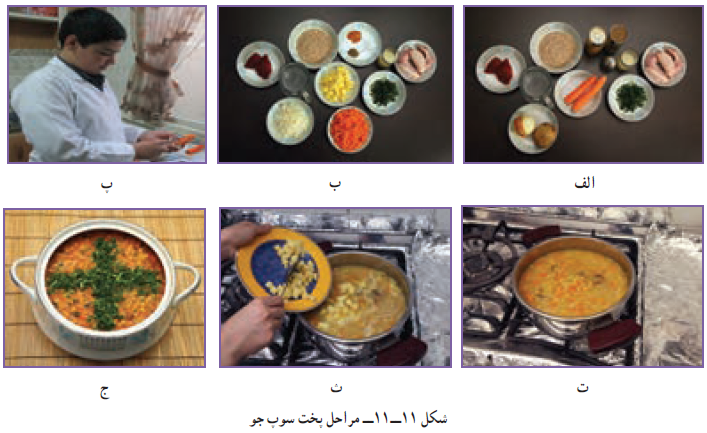 الف
ب
پ
ت
ث
ج
شکل ۱۱ــ۱۱ــ مراحل پخت سوپ جو